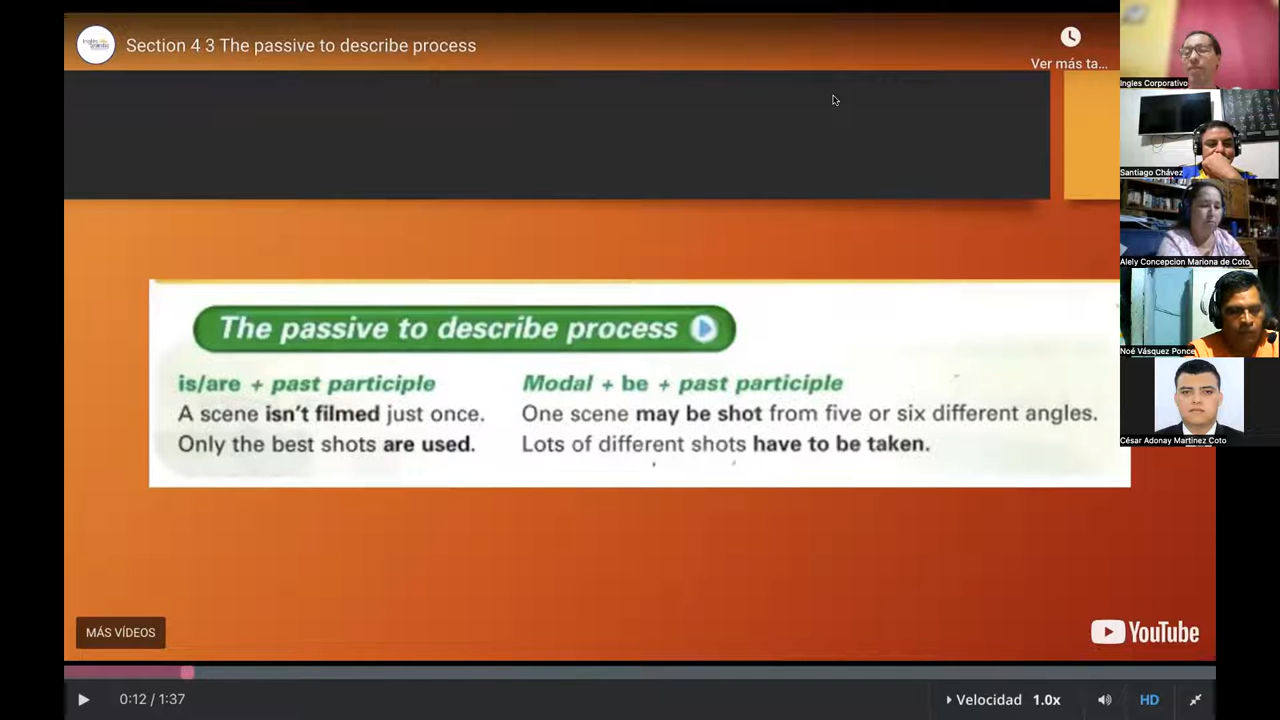 Section 4 3 The passive to describe process
Ver más ta...
The passive to describe process
is/are + past participle
A scene isn't filmed just once.
Only the best shots are used.
Modal + be + past participle
One scene may be shot from five or six different angles.
Lots of different shots have to be taken.
MÁS VÍDEOS
YouTube
0:12 / 1:37
Velocidad 1.0x
HD
Ingles Corporativo
Santiago Chávez
Alely Concepcion Mariona de Coto
Noé Vásquez Ponce
César Adonay Martinez Coto